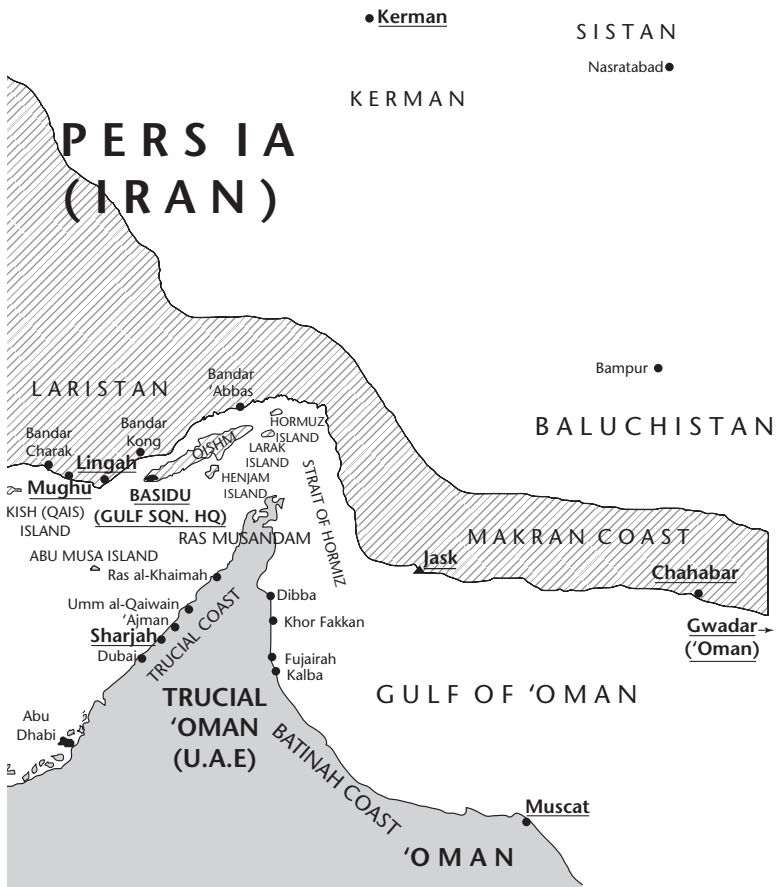 Kerman
SISTAN
Nasratabad
KERMAN
PERSIA
(IRAN)
Bampur
Bandar
‘Abbas
LARISTAN
BALUCHISTAN
HORMUZ
ISLAND
Bandar
Kong
Bandar
Charak
QISHM
LARAK
ISLAND
Lingah
Mughu
HENJAM
ISLAND
BASIDU
(GULF SQN. HQ)
KISH (QAIS)
ISLAND
STRAIT OF HORMIZ
RAS MUSANDAM
MAKRAN COAST
ABU MUSA ISLAND
Jask
Ras al-Khaimah
Chahabar
Dibba
Umm al-Qaiwain
‘Ajman
Khor Fakkan
Sharjah
Gwadar
(‘Oman)
Dubai
TRUCIAL COAST
Fujairah
Kalba
TRUCIAL
‘OMAN
(U.A.E)
GULF OF ‘OMAN
Abu
Dhabi
BATINAH COAST
Muscat
‘OMAN